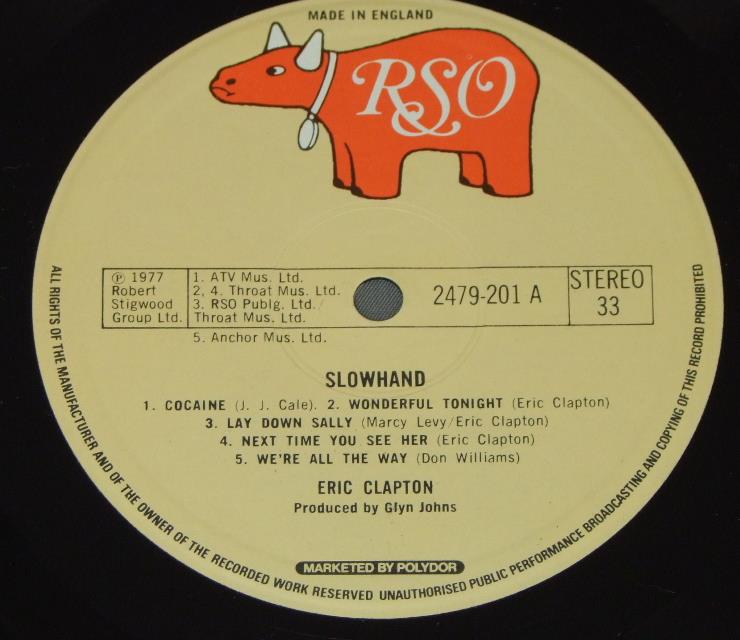 MADE IN ENGLAND
RSO
℗ 1977
Robert
Stigwood
Group Ltd.
1. ATV Mus. Ltd.
2, 4. Throat Mus. Ltd.
3. RSO Publg. Ltd./
Throat Mus. Ltd.
5. Anchor Mus. Ltd.
2479-201 A
STEREO
33
SLOWHAND
1. COCAINE (J. J. Cale). 2. WONDERFUL TONIGHT (Eric Clapton)
3. LAY DOWN SALLY (Marcy Levy/Eric Clapton)
4. NEXT TIME YOU SEE HER (Eric Clapton)
5. WE'RE ALL THE WAY (Don Williams)
ERIC CLAPTON
Produced by Glyn Johns
MARKETED BY POLYDOR
ALL RIGHTS OF THE MANUFACTURER AND OF THE OWNER OF THE RECORDED WORK RESERVED UNAUTHORISED PUBLIC PERFORMANCE BROADCASTING AND COPYING OF THIS RECORD PROHIBITED